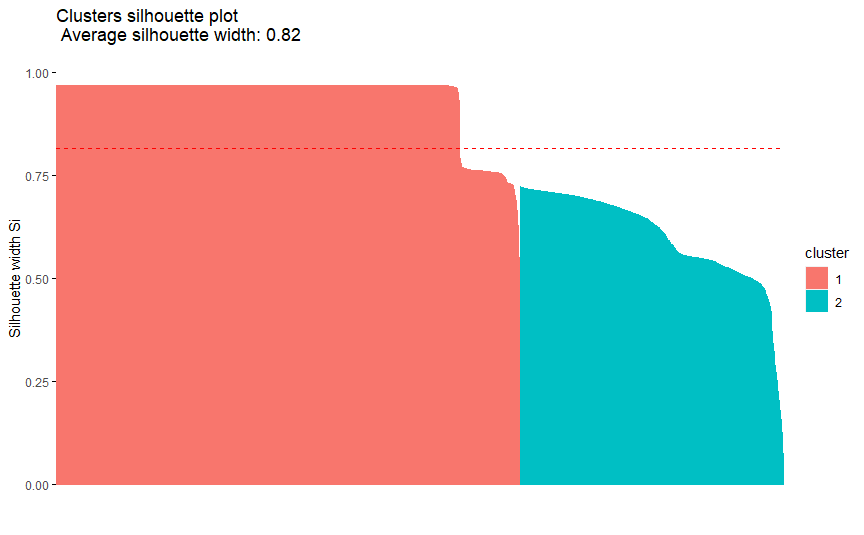 Clusters silhouette plot
Average silhouette width: 0.82
1.00
0.75
0.50
0.25
0.00
Silhouette width Si
cluster
1
2